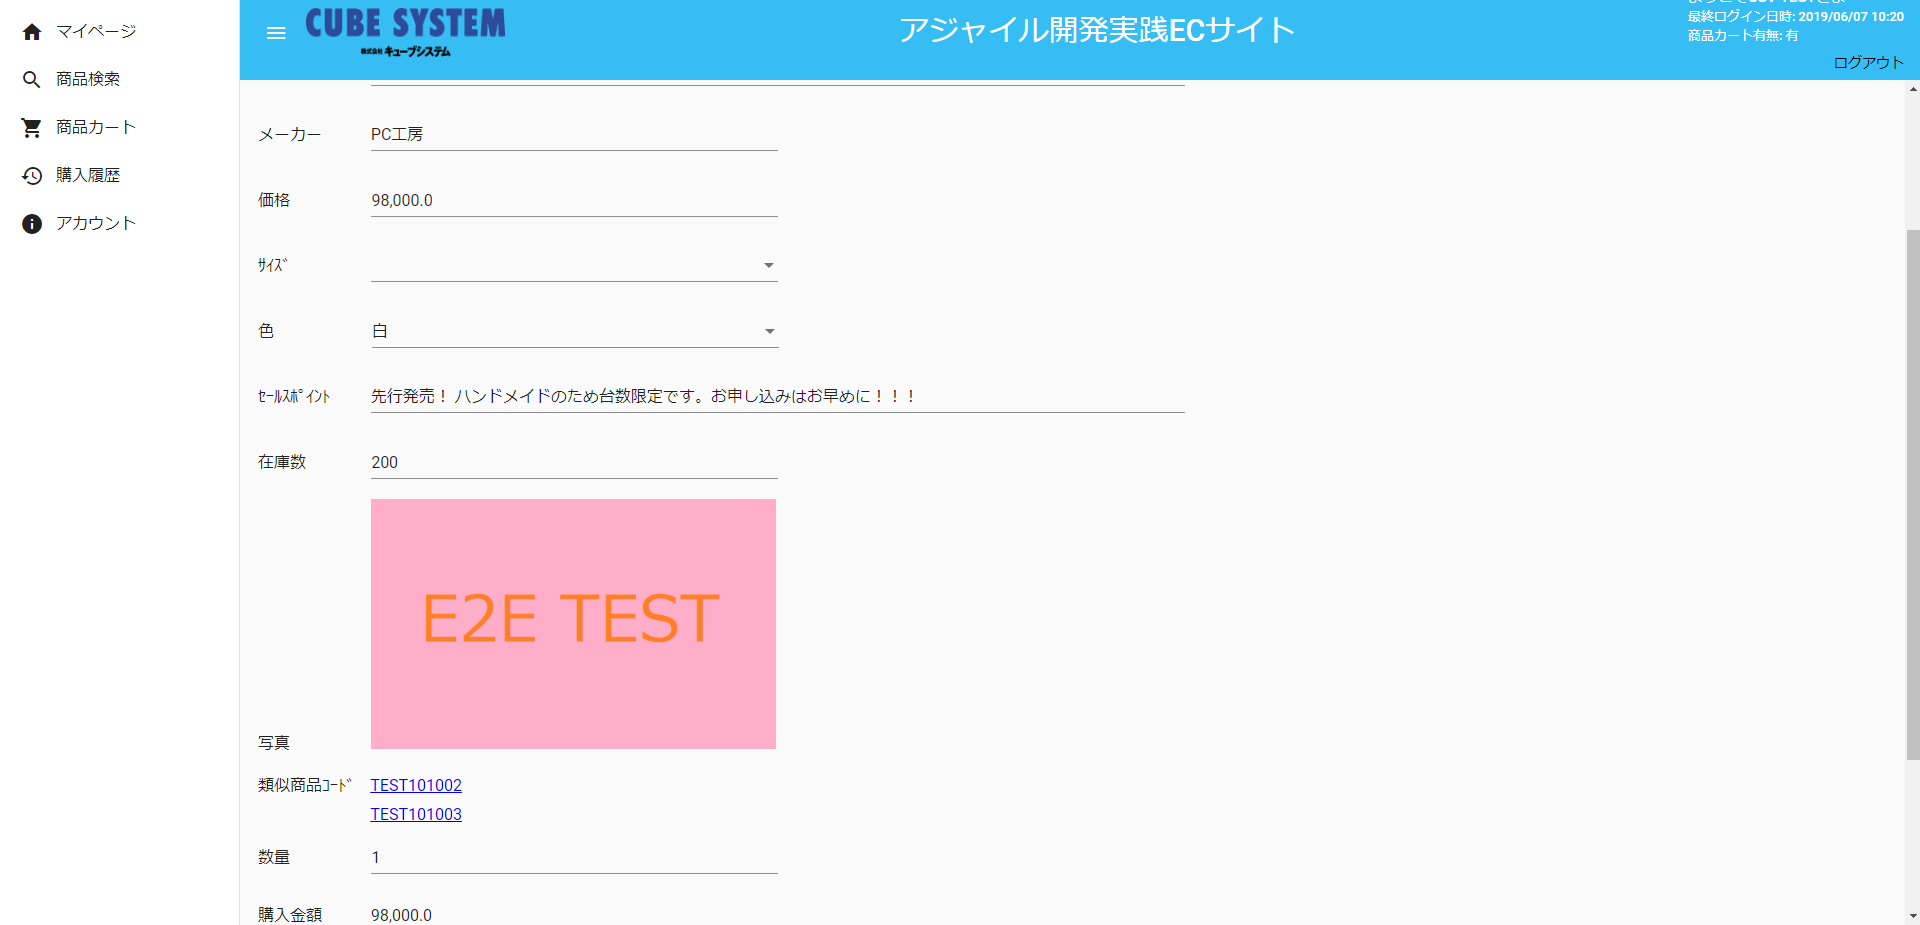 マイページ
商品検索
商品カート
購入履歴
アカウント
CUBE SYSTEM
株式会社 キューブシステム
アジャイル開発実践ECサイト
最終ログイン日時: 2019/06/07 10:20
商品カート有無: 有
ログアウト
メーカー PC工房
価格 98,000.0
ｻｲｽﾞ
色 白
ｾｰﾙｽﾎﾟｲﾝﾄ 先行発売！ ハンドメイドのため台数限定です。お申し込みはお早めに！！！
在庫数 200
E2E TEST
写真
類似商品ｺｰﾄﾞ TEST101002
TEST101003
数量 1
購入金額 98,000.0